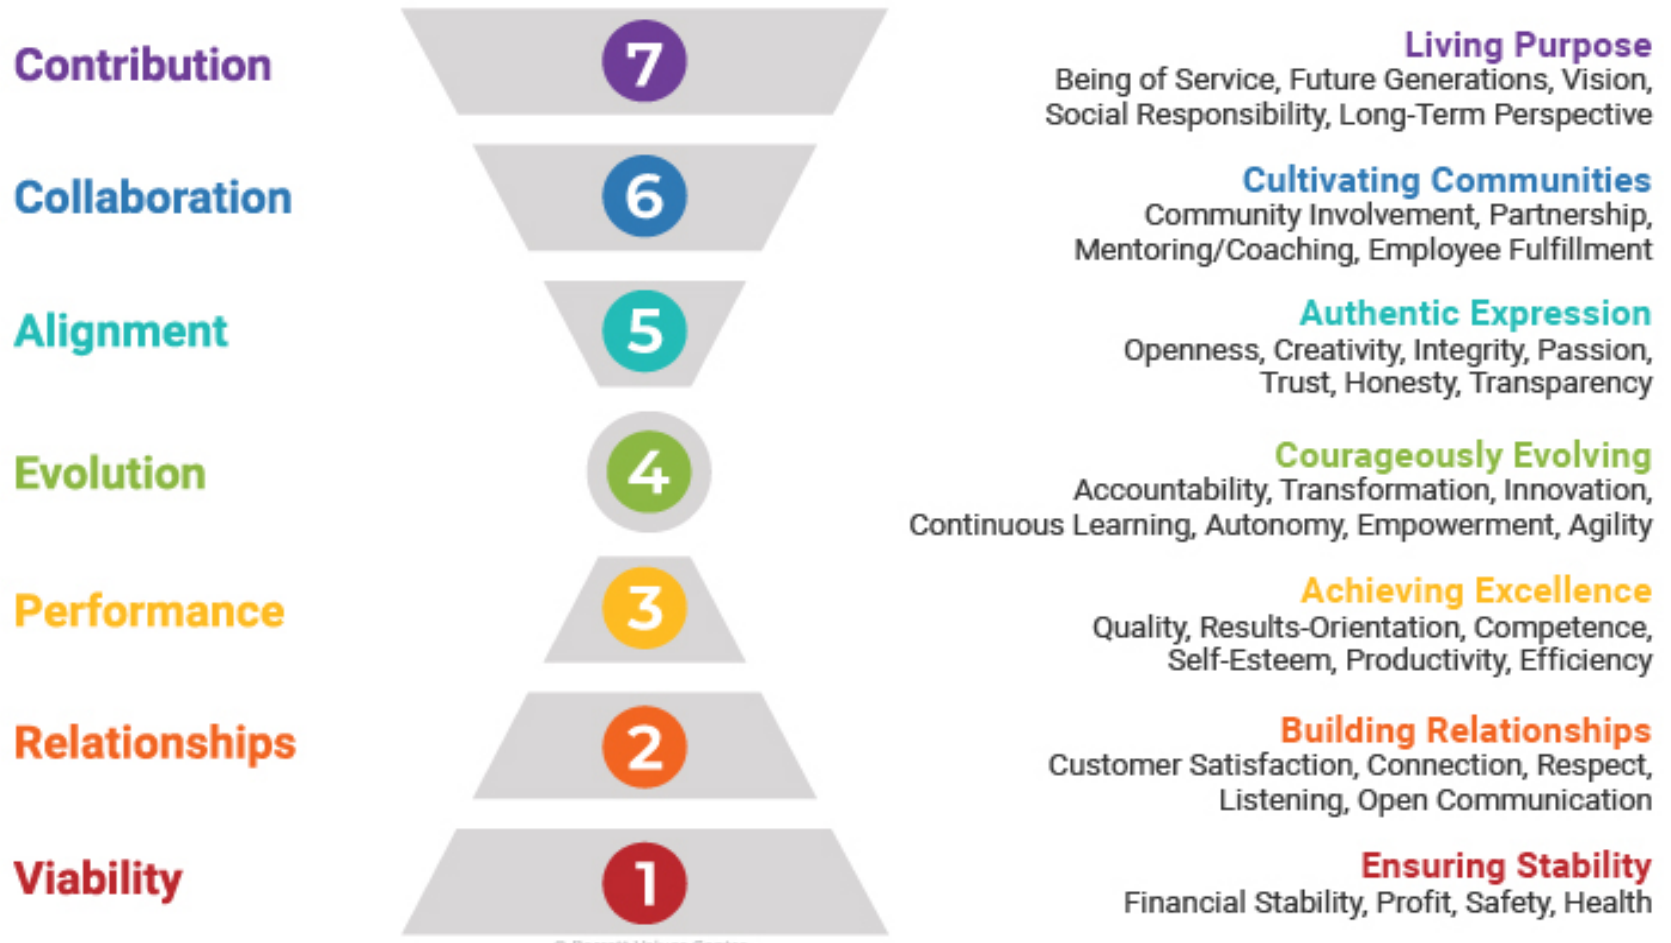 Contribution
7
Living Purpose
Being of Service, Future Generations, Vision,
Social Responsibility, Long-Term Perspective
Collaboration
6
Cultivating Communities
Community Involvement, Partnership,
Mentoring/Coaching, Employee Fulfillment
Alignment
5
Authentic Expression
Openness, Creativity, Integrity, Passion,
Trust, Honesty, Transparency
Evolution
4
Courageously Evolving
Accountability, Transformation, Innovation,
Continuous Learning, Autonomy, Empowerment, Agility
Performance
3
Achieving Excellence
Quality, Results-Orientation, Competence,
Self-Esteem, Productivity, Efficiency
Relationships
2
Building Relationships
Customer Satisfaction, Connection, Respect,
Listening, Open Communication
Viability
1
Ensuring Stability
Financial Stability, Profit, Safety, Health